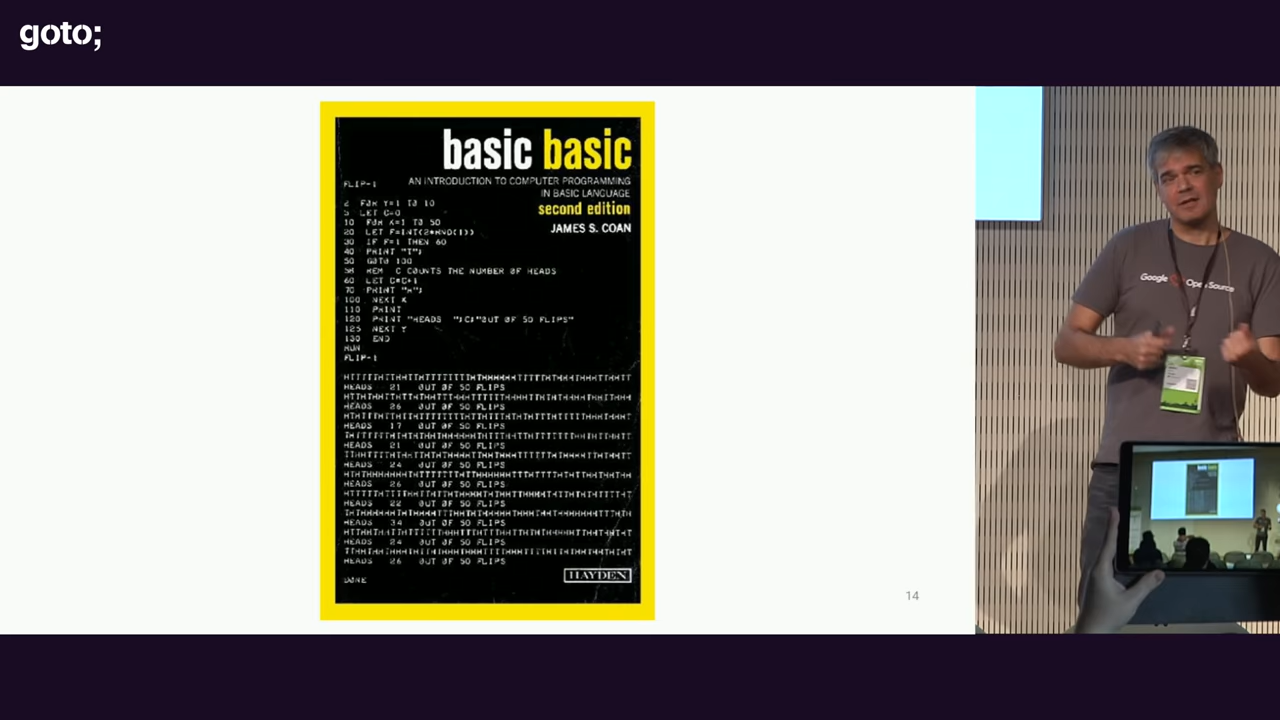 goto;
basic basic
AN INTRODUCTION TO COMPUTER PROGRAMMING
IN BASIC LANGUAGE
second edition
JAMES S. COAN
FLIP-1
2 FOR Y=1 TO 10
5 LET C=0
10 FOR X=1 TO 50
20 LET F=INT(2*RND(1))
30 IF F=1 THEN 60
40 PRINT "T";
50 GOTO 100
58 REM C COUNTS THE NUMBER OF HEADS
60 LET C=C+1
70 PRINT "H";
100 NEXT X
110 PRINT
120 PRINT "HEADS ";C;"OUT OF 50 FLIPS"
125 NEXT Y
130 END
RUN
FLIP-1
HEADS 21 OUT OF 50 FLIPS
HEADS 26 OUT OF 50 FLIPS
HEADS 17 OUT OF 50 FLIPS
HEADS 21 OUT OF 50 FLIPS
HEADS 24 OUT OF 50 FLIPS
HEADS 26 OUT OF 50 FLIPS
HEADS 22 OUT OF 50 FLIPS
HEADS 34 OUT OF 50 FLIPS
HEADS 24 OUT OF 50 FLIPS
HEADS 26 OUT OF 50 FLIPS
DONE
HAYDEN
14
Google Open Source
basic basic